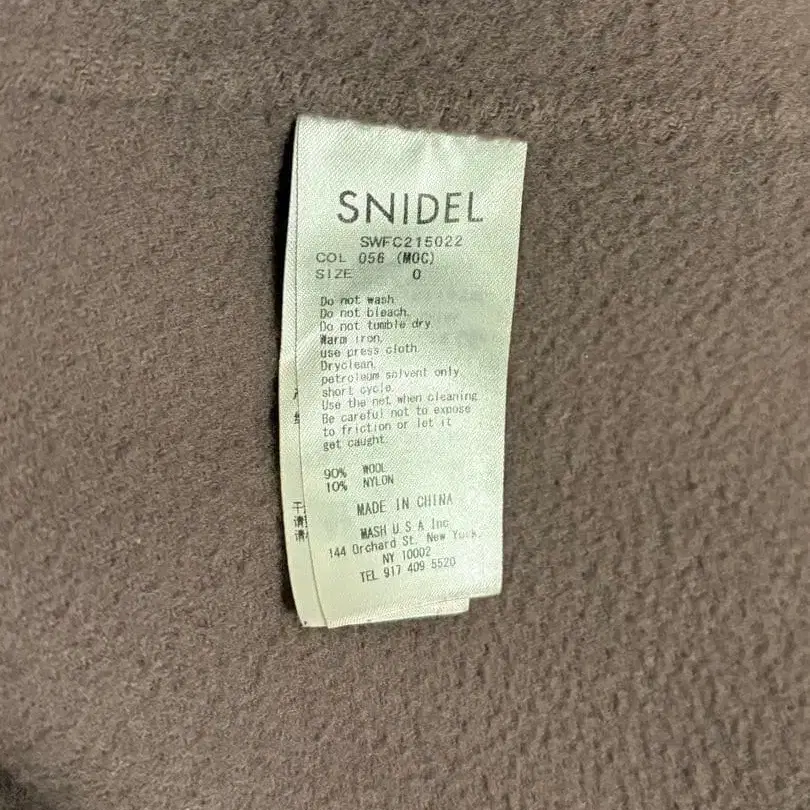 SNIDEL
SWFC215022
COL 056 (MOC)
SIZE 0
Do not wash
Do not bleach.
Do not tumble dry
Warm iron,
use press cloth.
Dryclean,
petroleum solvent only
short cycle.
Use the net when cleaning
Be careful not to expose
to friction or let it
get caught.
90% WOOL
10% NYLON
MADE IN CHINA
MASH U.S.A Inc
144 Orchard St. New York,
NY 10002
TEL 917 409 5520
干
请
请